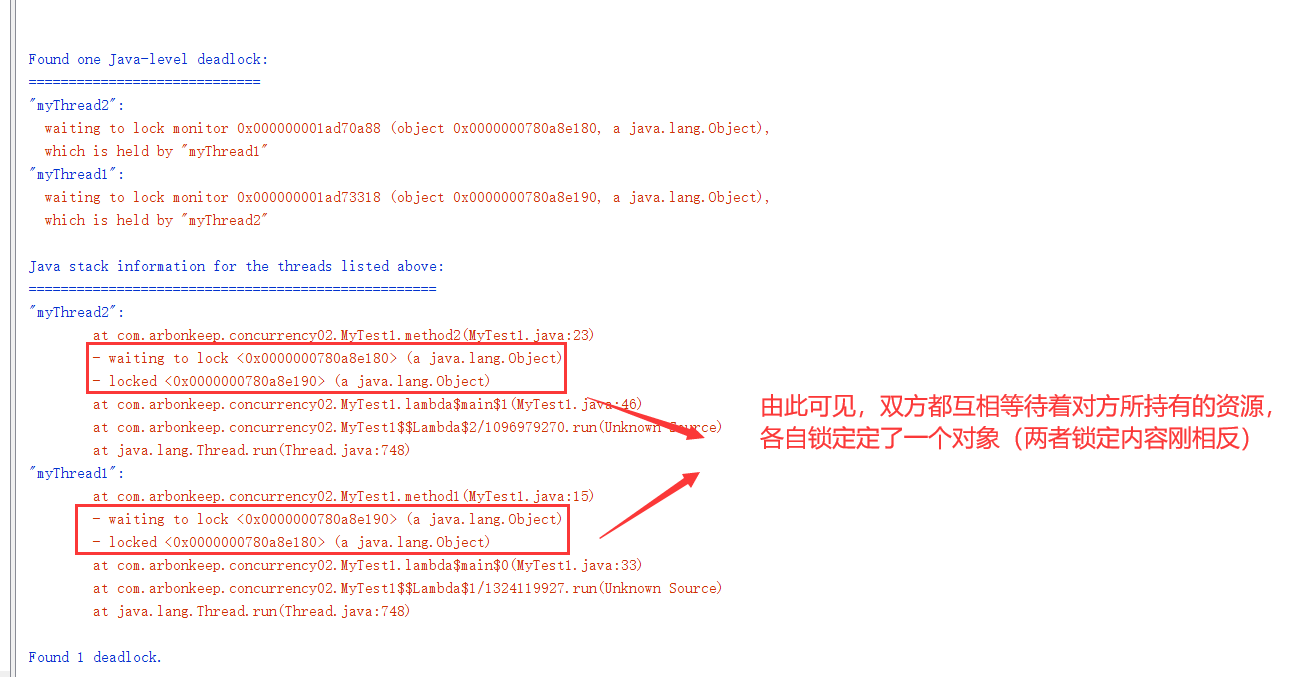 Found one Java-level deadlock:
=============================
"myThread2":
  waiting to lock monitor 0x000000001ad70a88 (object 0x0000000780a8e180, a java.lang.Object),
  which is held by "myThread1"
"myThread1":
  waiting to lock monitor 0x000000001ad73318 (object 0x0000000780a8e190, a java.lang.Object),
  which is held by "myThread2"
Java stack information for the threads listed above:
===================================================
"myThread2":
        at com.arbonkeep.concurrency02.MyTest1.method2(MyTest1.java:23)
        - waiting to lock <0x0000000780a8e180> (a java.lang.Object)
        - locked <0x0000000780a8e190> (a java.lang.Object)
        at com.arbonkeep.concurrency02.MyTest1.lambda$main$1(MyTest1.java:46)
        at com.arbonkeep.concurrency02.MyTest1$$Lambda$2/1096979270.run(Unknown Source)
        at java.lang.Thread.run(Thread.java:748)
"myThread1":
        at com.arbonkeep.concurrency02.MyTest1.method1(MyTest1.java:15)
        - waiting to lock <0x0000000780a8e190> (a java.lang.Object)
        - locked <0x0000000780a8e180> (a java.lang.Object)
        at com.arbonkeep.concurrency02.MyTest1.lambda$main$0(MyTest1.java:33)
        at com.arbonkeep.concurrency02.MyTest1$$Lambda$1/1324119927.run(Unknown Source)
        at java.lang.Thread.run(Thread.java:748)
Found 1 deadlock.
由此可见，双方都互相等待着对方所持有的资源，
各自锁定定了一个对象（两者锁定内容刚相反）